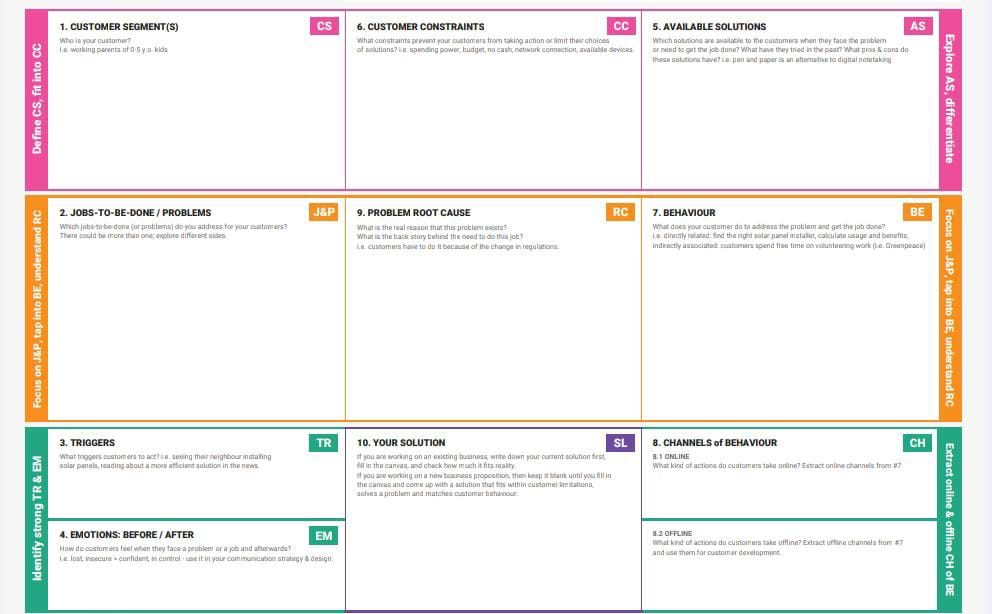 Define CS, fit into CC
1. CUSTOMER SEGMENT(S)
CS
Who is your customer?
i.e. working parents of 0-5 y.o. kids
6. CUSTOMER CONSTRAINTS
CC
What constraints prevent your customers from taking action or limit their choices
of solutions? i.e. spending power, budget, no cash, network connection, available devices.
5. AVAILABLE SOLUTIONS
AS
Which solutions are available to the customers when they face the problem
or need to get the job done? What have they tried in the past? What pros & cons do
these solutions have? i.e. pen and paper is an alternative to digital notetaking
Explore AS, differentiate
Focus on J&P, tap into BE, understand RC
2. JOBS-TO-BE-DONE / PROBLEMS
J&P
Which jobs-to-be-done (or problems) do you address for your customers?
There could be more than one; explore different sides.
9. PROBLEM ROOT CAUSE
RC
What is the real reason that this problem exists?
What is the back story behind the need to do this job?
i.e. customers have to do it because of the change in regulations.
7. BEHAVIOUR
BE
What does your customer do to address the problem and get the job done?
i.e. directly related: find the right solar panel installer, calculate usage and benefits;
indirectly associated: customers spend free time on volunteering work (i.e. Greenpeace)
Focus on J&P, tap into BE, understand RC
Identify strong TR & EM
3. TRIGGERS
TR
What triggers customers to act? i.e. seeing their neighbour installing
solar panels, reading about a more efficient solution in the news.
4. EMOTIONS: BEFORE / AFTER
EM
How do customers feel when they face a problem or a job and afterwards?
i.e. lost, insecure > confident, in control - use it in your communication strategy & design.
10. YOUR SOLUTION
SL
If you are working on an existing business, write down your current solution first,
fill in the canvas, and check how much it fits reality.
If you are working on a new business proposition, then keep it blank until you fill in
the canvas and come up with a solution that fits within customer limitations,
solves a problem and matches customer behaviour.
8. CHANNELS of BEHAVIOUR
CH
8.1 ONLINE
What kind of actions do customers take online? Extract online channels from #7
8.2 OFFLINE
What kind of actions do customers take offline? Extract offline channels from #7
and use them for customer development.
Extract online & offline CH of BE